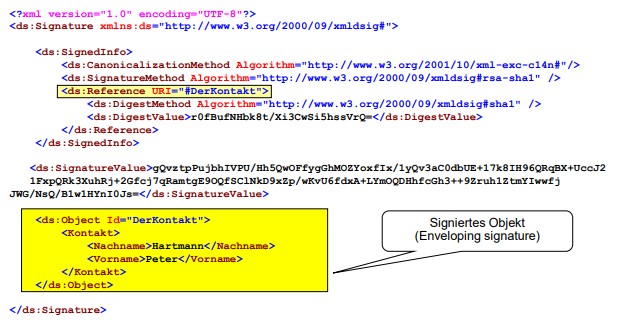 <?xml version="1.0" encoding="UTF-8"?>
<ds:Signature xmlns:ds="http://www.w3.org/2000/09/xmldsig#">
<ds:SignedInfo>
<ds:CanonicalizationMethod Algorithm="http://www.w3.org/2001/10/xml-exc-c14n#"/>
<ds:SignatureMethod Algorithm="http://www.w3.org/2000/09/xmldsig#rsa-sha1" />
<ds:Reference URI="#DerKontakt">
<ds:DigestMethod Algorithm="http://www.w3.org/2000/09/xmldsig#sha1" />
<ds:DigestValue>r0fBufNHbk8t/Xi3CwSi5hssVrQ=</ds:DigestValue>
</ds:Reference>
</ds:SignedInfo>
<ds:SignatureValue>gQvztpPujbhIVPU/Hh5QwOFfygGhMOZYoxfIx/1yQv3aC0dbUE+17k8IH96QRqBX+UccJ2
1FxpQRk3XuhRj+2Gfcj7qRamtgE9OQfSClNkD9xZp/wKvU6fdxA+LYmOQDHhfcGh3++9Zruh1ZtmYIwwfj
JWG/NsQ/B1wlHYnI0Js=</ds:SignatureValue>
<ds:Object Id="DerKontakt">
<Kontakt>
<Nachname>Hartmann</Nachname>
<Vorname>Peter</Vorname>
</Kontakt>
</ds:Object>
Signiertes Objekt
(Enveloping signature)
</ds:Signature>